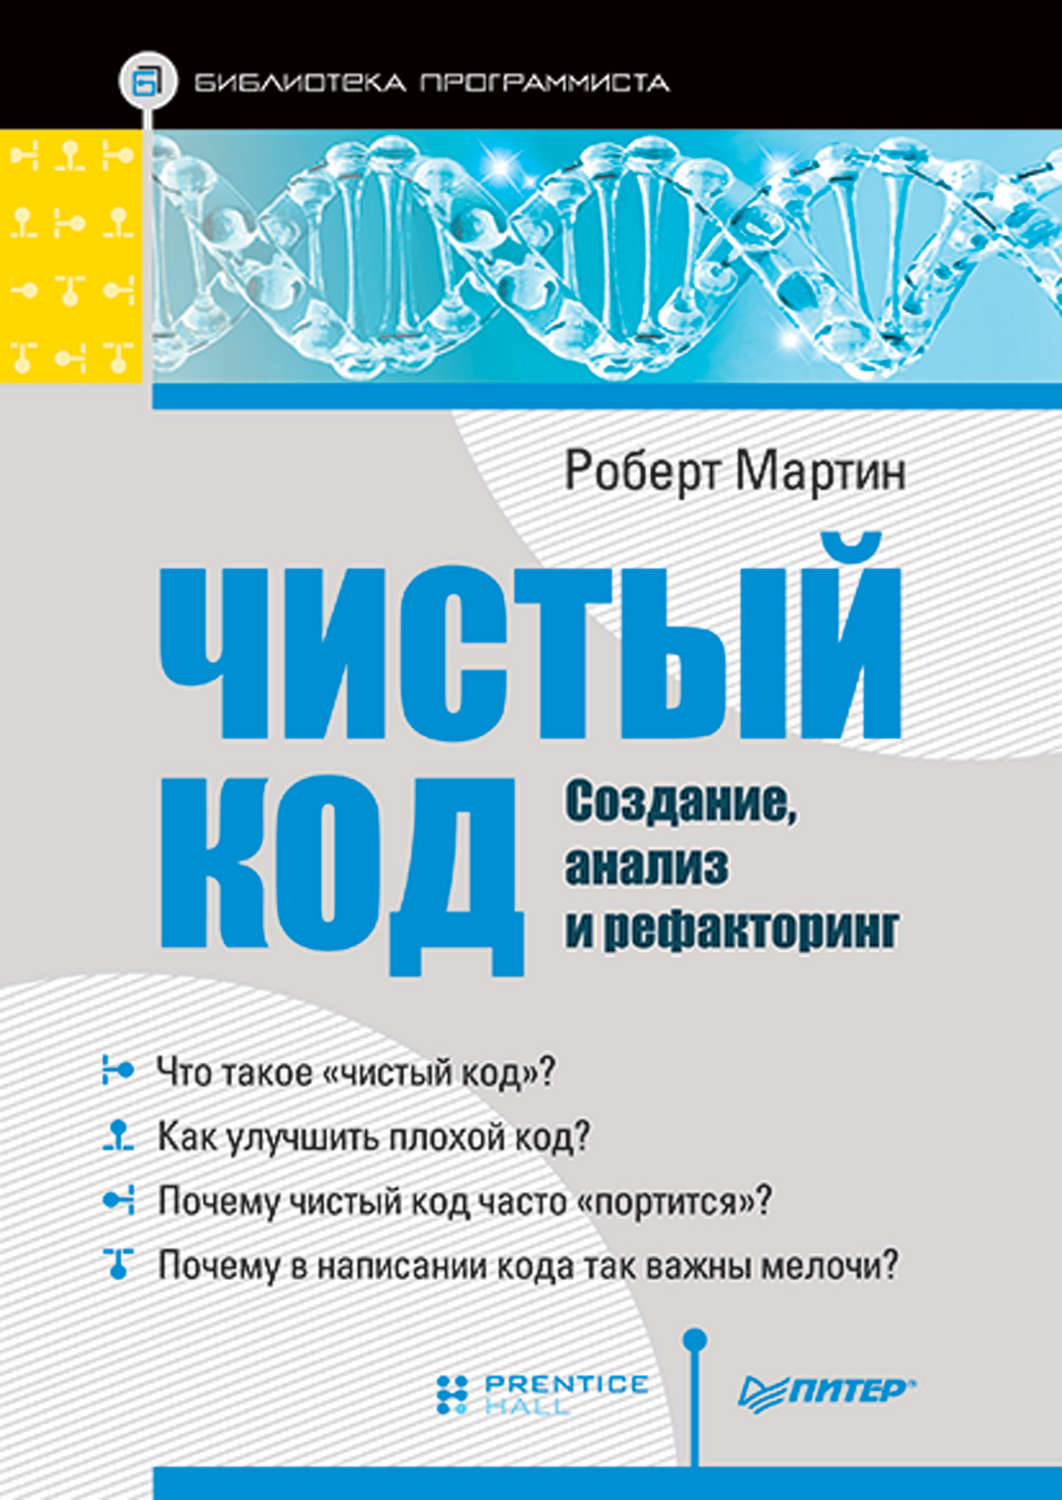 БИБЛИОТЕКА ПРОГРАММИСТА
Роберт Мартин
ЧИСТЫЙ
КОД
Создание,
анализ
и рефакторинг
Что такое «чистый код»?
Как улучшить плохой код?
Почему чистый код часто «портится»?
Почему в написании кода так важны мелочи?
PRENTICE
HALL
ПИТЕР®